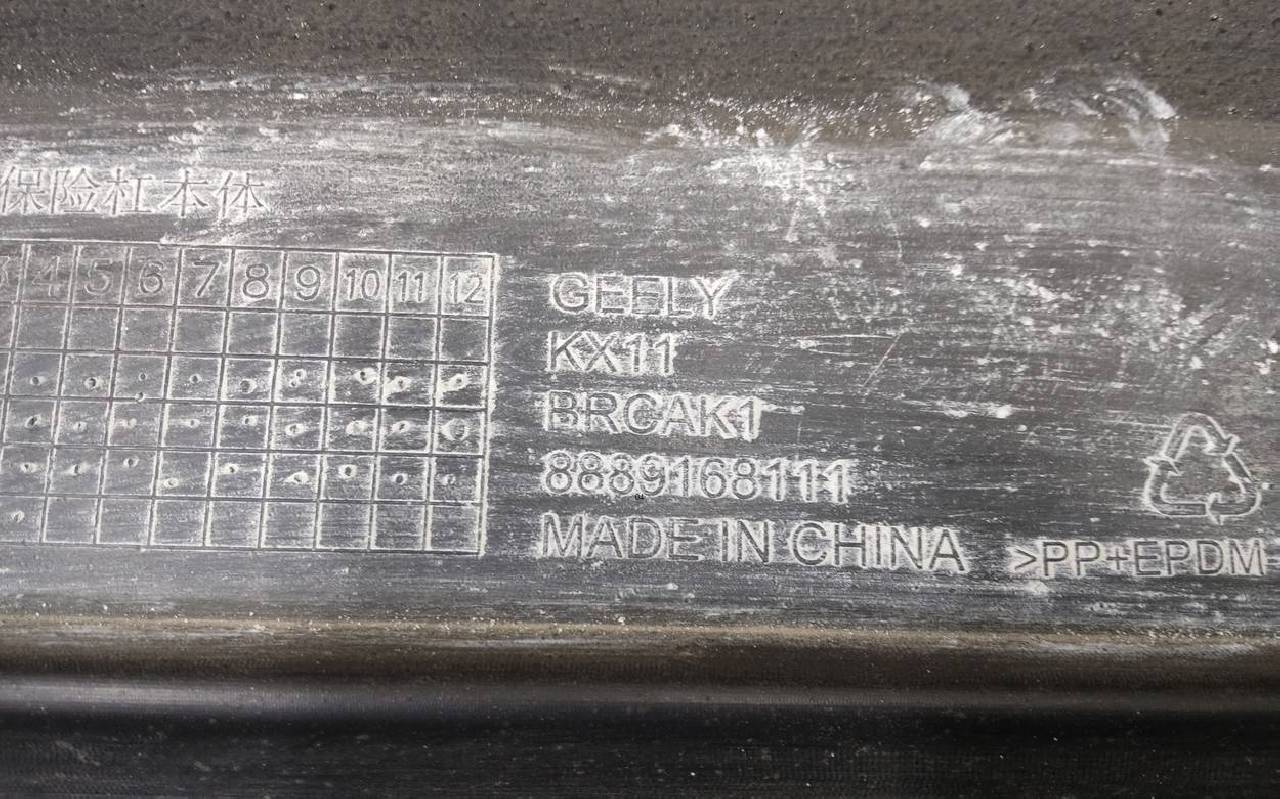 保险杠本体
3 4 5 6 7 8 9 10 11 12
GEELY
KX11
BRCAK1
8889168111
MADE IN CHINA
>PP+EPDM